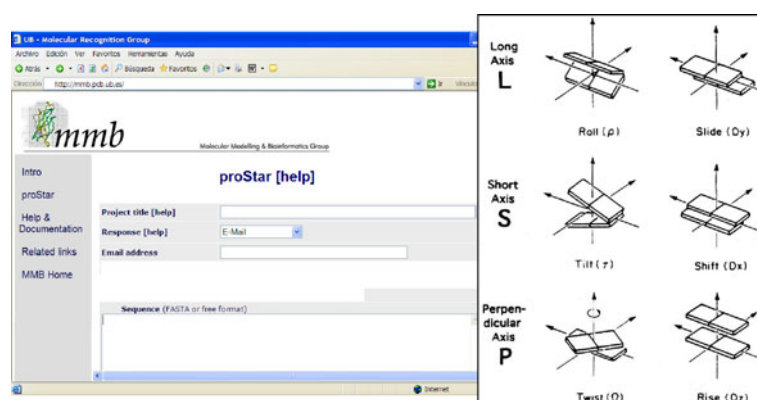 UB - Molecular Recognition Group
Archivo Edición Ver Favoritos Herramientas Ayuda
Atrás Búsqueda Favoritos
Dirección http://mmb.pcb.ub.es/ Ir Vínculos
mmb
Molecular Modelling & Bioinformatics Group
Intro
proStar
Help &
Documentation
Related links
MMB Home
proStar [help]
Project title [help]
Response [help] E-Mail
Email address
Sequence (FASTA or free format)
Internet
Long
Axis
L
Roll (ρ) Slide (Dy)
Short
Axis
S
Tilt (τ) Shift (Dx)
Perpen-
dicular
Axis
P
Twist (Ω) Rise (Dz)